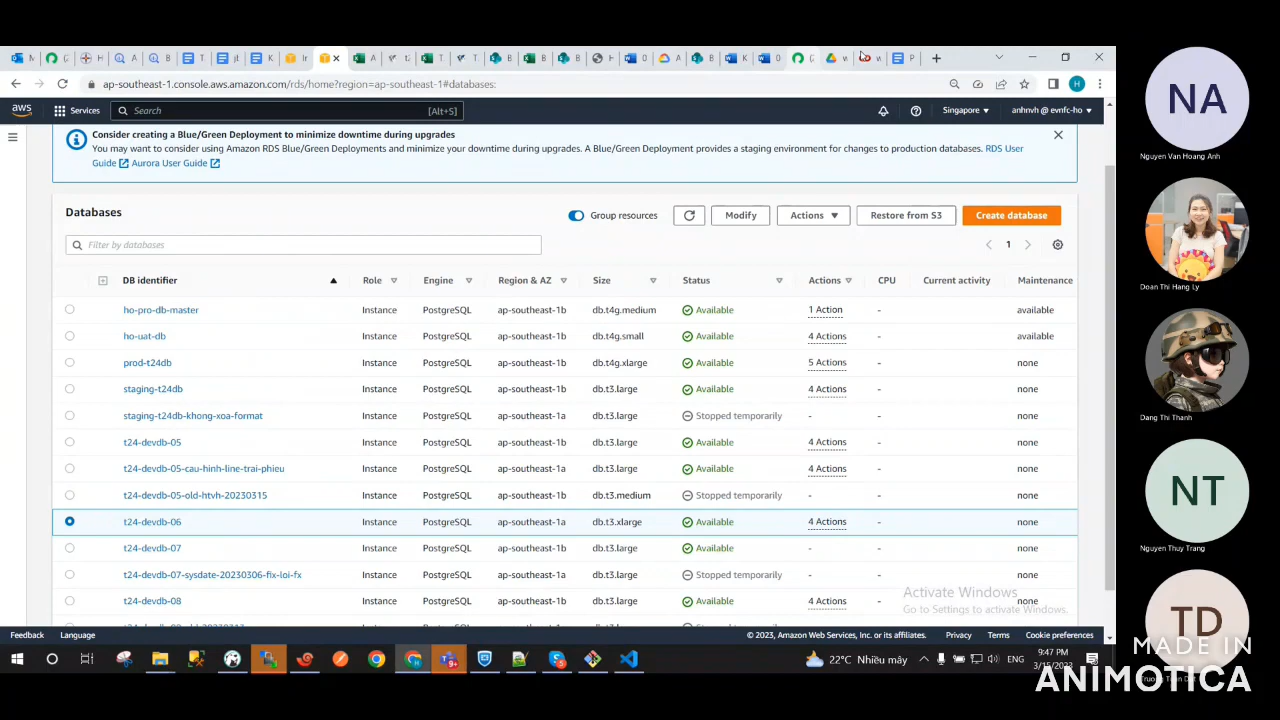 ap-southeast-1.console.aws.amazon.com/rds/home?region=ap-southeast-1#databases:
aws
Services
Search
[Alt+S]
Singapore
anhnvh @ evnfc-ho
Consider creating a Blue/Green Deployment to minimize downtime during upgrades
You may want to consider using Amazon RDS Blue/Green Deployments and minimize your downtime during upgrades. A Blue/Green Deployment provides a staging environment for changes to production databases. RDS User
Guide Aurora User Guide
Databases
Group resources
Modify
Actions
Restore from S3
Create database
Filter by databases
1
DB identifier Role Engine Region & AZ Size Status Actions CPU Current activity Maintenance
ho-pro-db-master Instance PostgreSQL ap-southeast-1b db.t4g.medium Available 1 Action - available
ho-uat-db Instance PostgreSQL ap-southeast-1b db.t4g.small Available 4 Actions - available
prod-t24db Instance PostgreSQL ap-southeast-1b db.t4g.xlarge Available 5 Actions - none
staging-t24db Instance PostgreSQL ap-southeast-1b db.t3.large Available 4 Actions - none
staging-t24db-khong-xoa-format Instance PostgreSQL ap-southeast-1a db.t3.large Stopped temporarily - - none
t24-devdb-05 Instance PostgreSQL ap-southeast-1b db.t3.large Available 4 Actions - none
t24-devdb-05-cau-hinh-line-trai-phieu Instance PostgreSQL ap-southeast-1a db.t3.large Available 4 Actions - none
t24-devdb-05-old-htvh-20230315 Instance PostgreSQL ap-southeast-1b db.t3.medium Stopped temporarily - - none
t24-devdb-06 Instance PostgreSQL ap-southeast-1a db.t3.xlarge Available 4 Actions - none
t24-devdb-07 Instance PostgreSQL ap-southeast-1b db.t3.large Available - - none
t24-devdb-07-sysdate-20230306-fix-loi-fx Instance PostgreSQL ap-southeast-1a db.t3.large Stopped temporarily - - none
t24-devdb-08 Instance PostgreSQL ap-southeast-1a db.t3.large Available 4 Actions - none
Activate Windows
Go to Settings to activate Windows.
Feedback Language © 2023, Amazon Web Services, Inc. or its affiliates. Privacy Terms Cookie preferences
22°C Nhiều mây
ENG
9:47 PM
3/15/2023
NA
Nguyen Van Hoang Anh
Doan Thi Hang Ly
Dang Thi Thanh
NT
Nguyen Thuy Trang
TD
MADE IN
ANIMOTICA